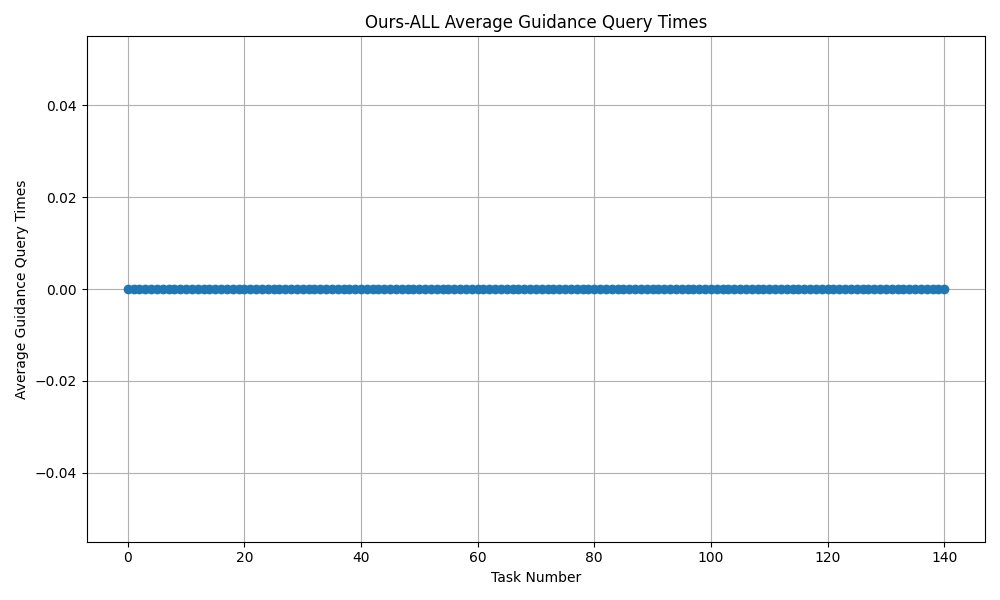 Ours-ALL Average Guidance Query Times
Average Guidance Query Times
0.04
0.02
0.00
−0.02
−0.04
0 20 40 60 80 100 120 140
Task Number